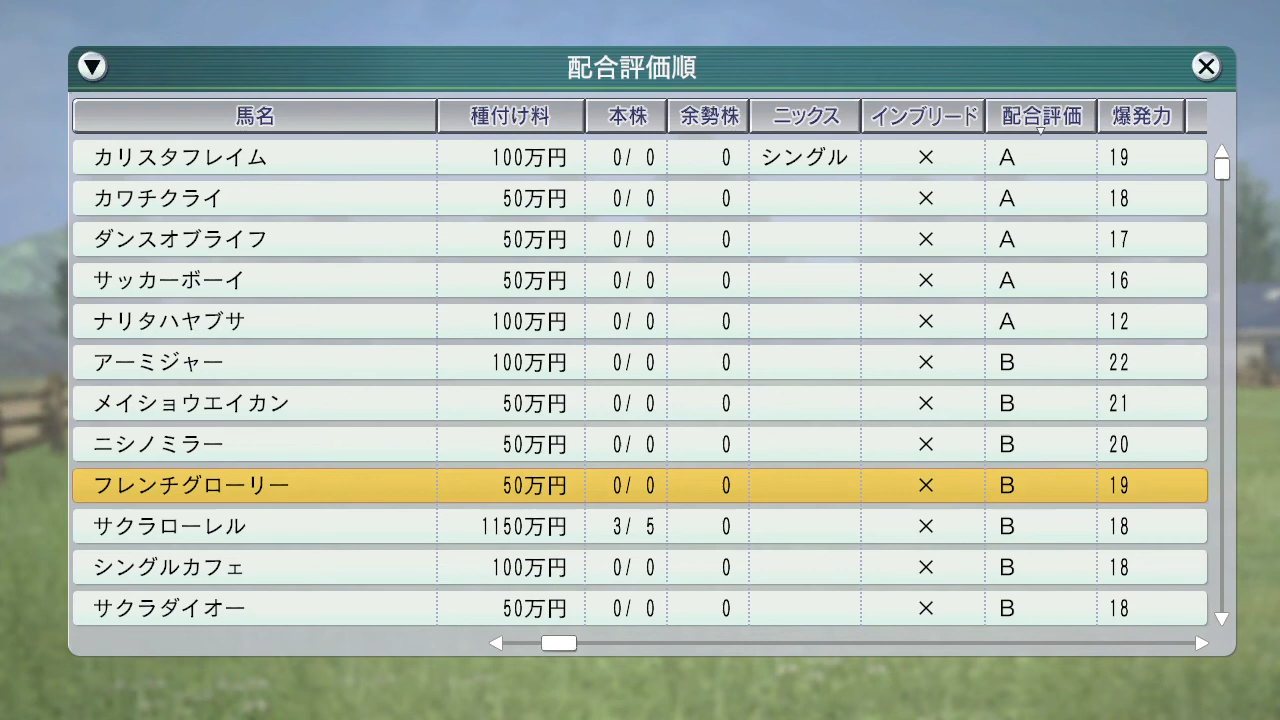 配合評価順
馬名 種付け料 本株 余勢株 ニックス インブリード 配合評価 爆発力
カリスタフレイム 100万円 0/ 0 0 シングル × A 19
カワチクライ 50万円 0/ 0 0 × A 18
ダンスオブライフ 50万円 0/ 0 0 × A 17
サッカーボーイ 50万円 0/ 0 0 × A 16
ナリタハヤブサ 100万円 0/ 0 0 × A 12
アーミジャー 100万円 0/ 0 0 × B 22
メイショウエイカン 50万円 0/ 0 0 × B 21
ニシノミラー 50万円 0/ 0 0 × B 20
フレンチグローリー 50万円 0/ 0 0 × B 19
サクラローレル 1150万円 3/ 5 0 × B 18
シングルカフェ 100万円 0/ 0 0 × B 18
サクラダイオー 50万円 0/ 0 0 × B 18